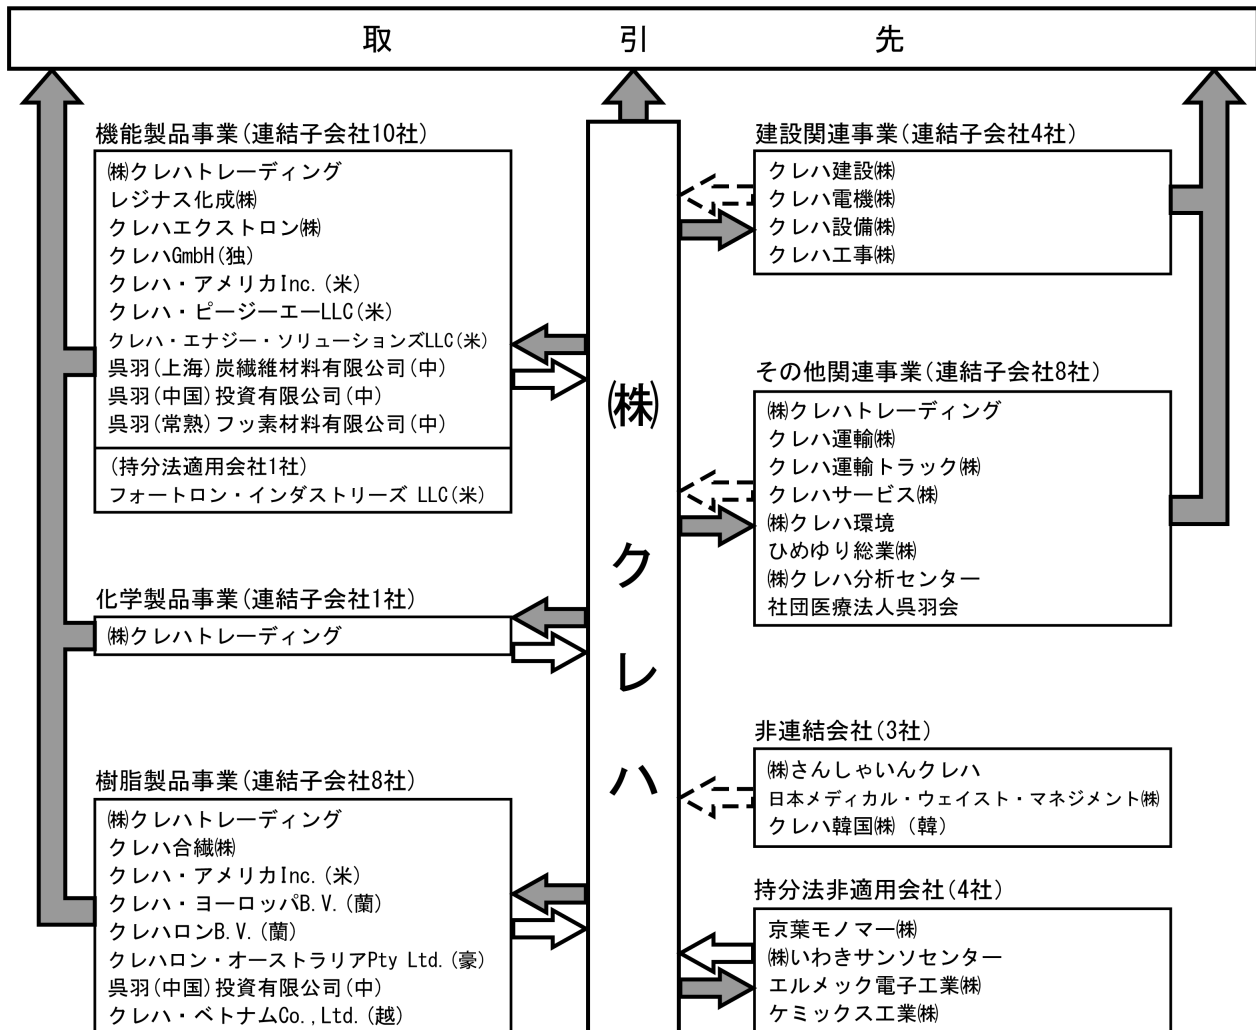 取引先
機能製品事業(連結子会社10社)
㈱クレハトレーディング
レジナス化成㈱
クレハエクストロン㈱
クレハGmbH(独)
クレハ・アメリカInc.(米)
クレハ・ピージーエーLLC(米)
クレハ・エナジー・ソリューションズLLC(米)
呉羽(上海)炭繊維材料有限公司(中)
呉羽(中国)投資有限公司(中)
呉羽(常熟)フッ素材料有限公司(中)
(持分法適用会社1社)
フォートロン・インダストリーズ LLC(米)
化学製品事業(連結子会社1社)
㈱クレハトレーディング
樹脂製品事業(連結子会社8社)
㈱クレハトレーディング
クレハ合繊㈱
クレハ・アメリカInc.(米)
クレハ・ヨーロッパB.V.(蘭)
クレハロンB.V.(蘭)
クレハロン・オーストラリアPty Ltd.(豪)
呉羽(中国)投資有限公司(中)
クレハ・ベトナムCo.,Ltd.(越)
㈱クレハ
建設関連事業(連結子会社4社)
クレハ建設㈱
クレハ電機㈱
クレハ設備㈱
クレハ工事㈱
その他関連事業(連結子会社8社)
㈱クレハトレーディング
クレハ運輸㈱
クレハ運輸トラック㈱
クレハサービス㈱
㈱クレハ環境
ひめゆり総業㈱
㈱クレハ分析センター
社団医療法人呉羽会
非連結会社(3社)
㈱さんしゃいんクレハ
日本メディカル・ウェイスト・マネジメント㈱
クレハ韓国㈱(韓)
持分法非適用会社(4社)
京葉モノマー㈱
㈱いわきサンソセンター
エルメック電子工業㈱
ケミックス工業㈱